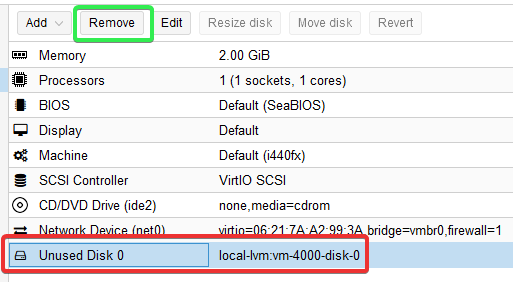 Add Remove Edit Resize disk Move disk Revert
Memory 2.00 GiB
Processors 1 (1 sockets, 1 cores)
BIOS Default (SeaBIOS)
Display Default
Machine Default (i440fx)
SCSI Controller VirtIO SCSI
CD/DVD Drive (ide2) none,media=cdrom
Network Device (net0) virtio=06:21:7A:A2:99:3A,bridge=vmbr0,firewall=1
Unused Disk 0 local-lvm:vm-4000-disk-0